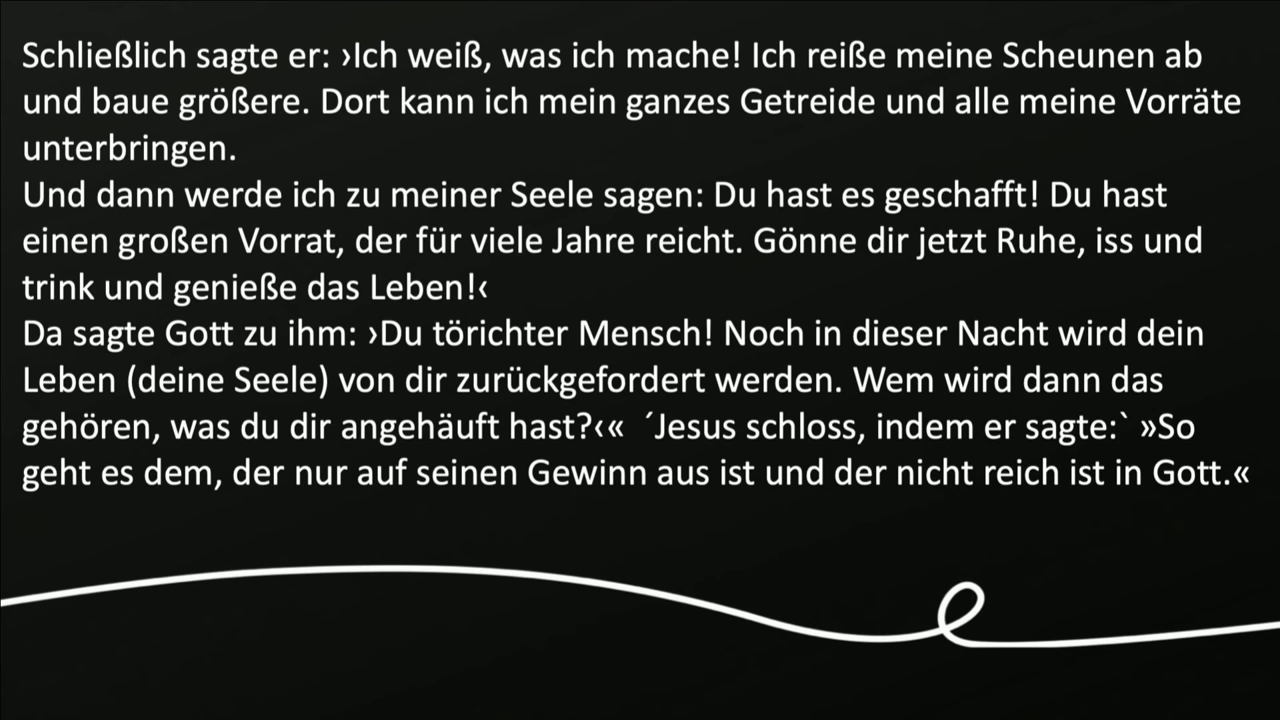 Schließlich sagte er: ›Ich weiß, was ich mache! Ich reiße meine Scheunen ab
und baue größere. Dort kann ich mein ganzes Getreide und alle meine Vorräte
unterbringen.
Und dann werde ich zu meiner Seele sagen: Du hast es geschafft! Du hast
einen großen Vorrat, der für viele Jahre reicht. Gönne dir jetzt Ruhe, iss und
trink und genieße das Leben!‹
Da sagte Gott zu ihm: ›Du törichter Mensch! Noch in dieser Nacht wird dein
Leben (deine Seele) von dir zurückgefordert werden. Wem wird dann das
gehören, was du dir angehäuft hast?‹«  ´Jesus schloss, indem er sagte:` »So
geht es dem, der nur auf seinen Gewinn aus ist und der nicht reich ist in Gott.«